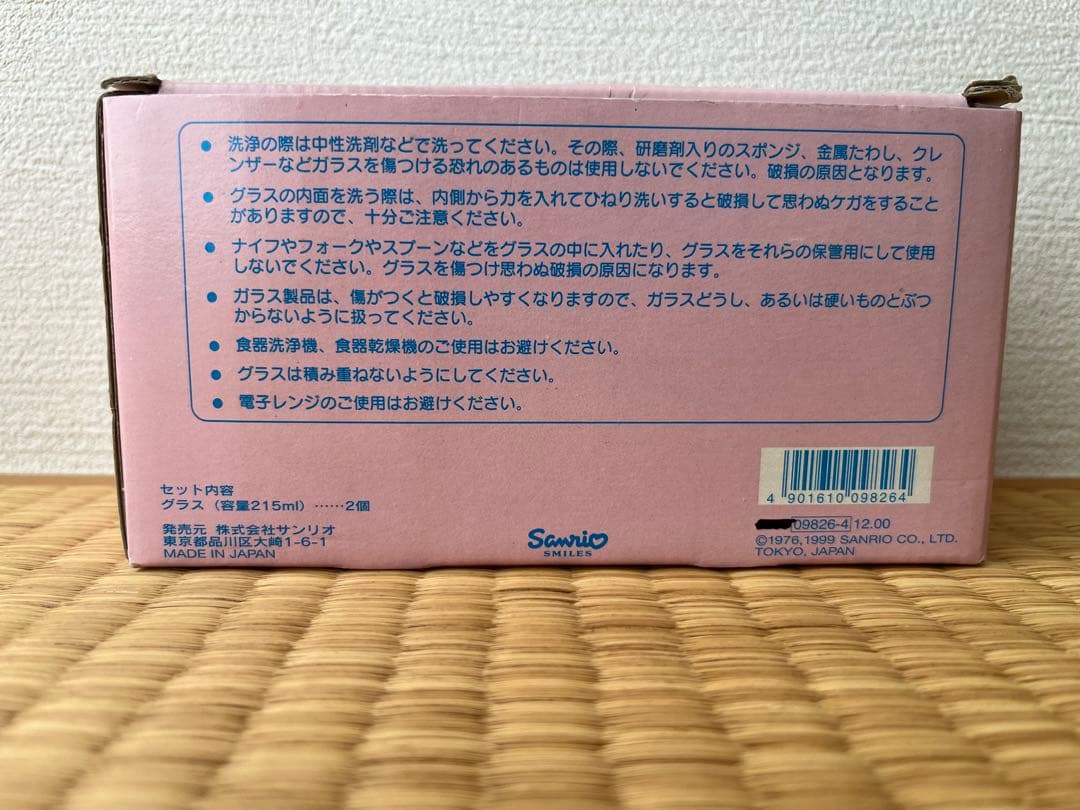 ● 洗浄の際は中性洗剤などで洗ってください。その際、研磨剤入りのスポンジ、金属たわし、クレ
ンザーなどガラスを傷つける恐れのあるものは使用しないでください。破損の原因となります。
● グラスの内面を洗う際は、内側から力を入れてひねり洗いすると破損して思わぬケガをすること
がありますので、十分ご注意ください。
● ナイフやフォークやスプーンなどをグラスの中に入れたり、グラスをそれらの保管用にして使用
しないでください。グラスを傷つけ思わぬ破損の原因になります。
● ガラス製品は、傷がつくと破損しやすくなりますので、ガラスどうし、あるいは硬いものとぶつ
からないように扱ってください。
● 食器洗浄機、食器乾燥機のご使用はお避けください。
● グラスは積み重ねないようにしてください。
● 電子レンジのご使用はお避けください。
セット内容
グラス（容量215ml）……2個
発売元 株式会社サンリオ
東京都品川区大崎1-6-1
MADE IN JAPAN
Sanrio
SMILES
4 901610 098264
09826-4 12.00
©1976,1999 SANRIO CO., LTD.
TOKYO, JAPAN